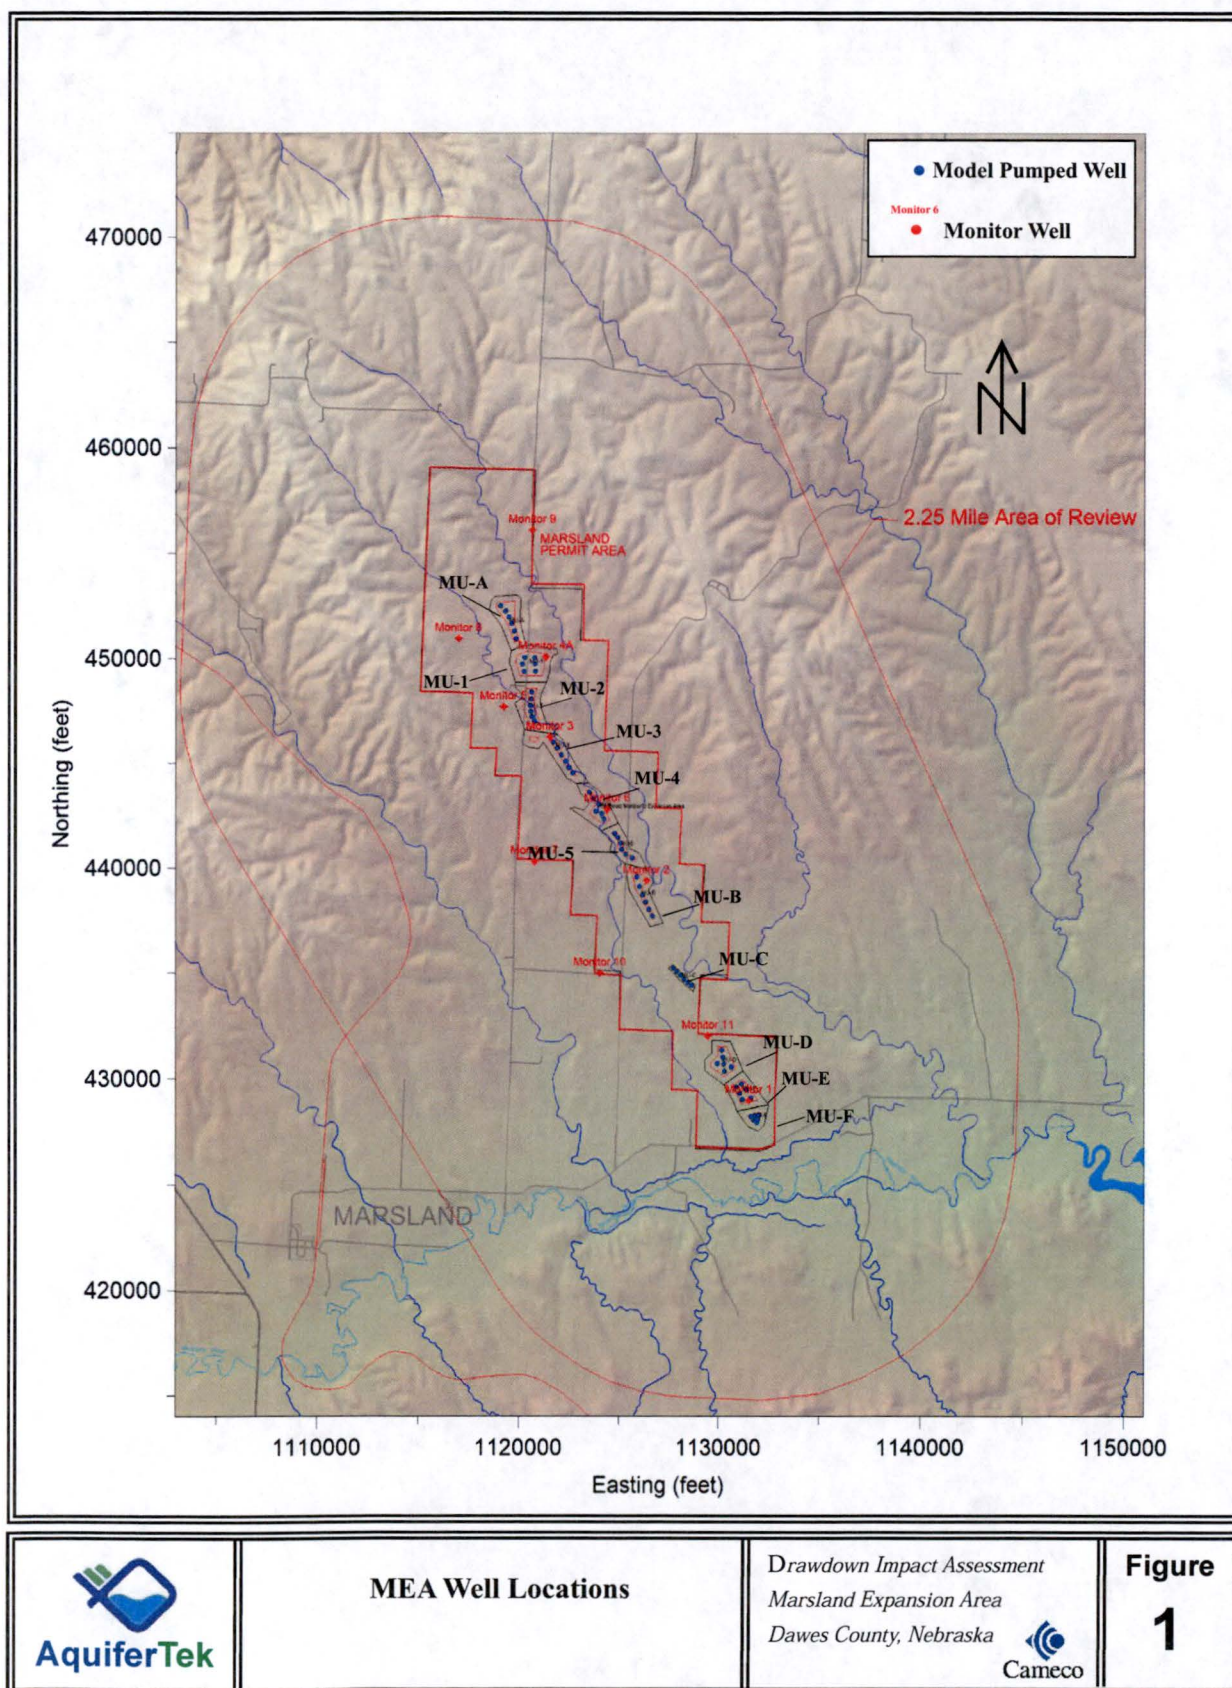 Model Pumped Well
Monitor 6
Monitor Well
470000
460000
2.25 Mile Area of Review
Monitor 9
MARSLAND
PERMIT AREA
MU-A
Monitor 8
450000
Monitor 4A
MU-1
MU-2
Monitor
Monitor 3
MU-3
MU-4
Monitor
440000
MU-5
Monitor 2
MU-B
Monitor 10
MU-C
Monitor 11
MU-D
430000
Monitor 1
MU-E
MU-F
MARSLAND
420000
Northing (feet)
1110000
1120000
1130000
1140000
1150000
Easting (feet)
AquiferTek
MEA Well Locations
Drawdown Impact Assessment
Marsland Expansion Area
Dawes County, Nebraska
Cameco
Figure
1